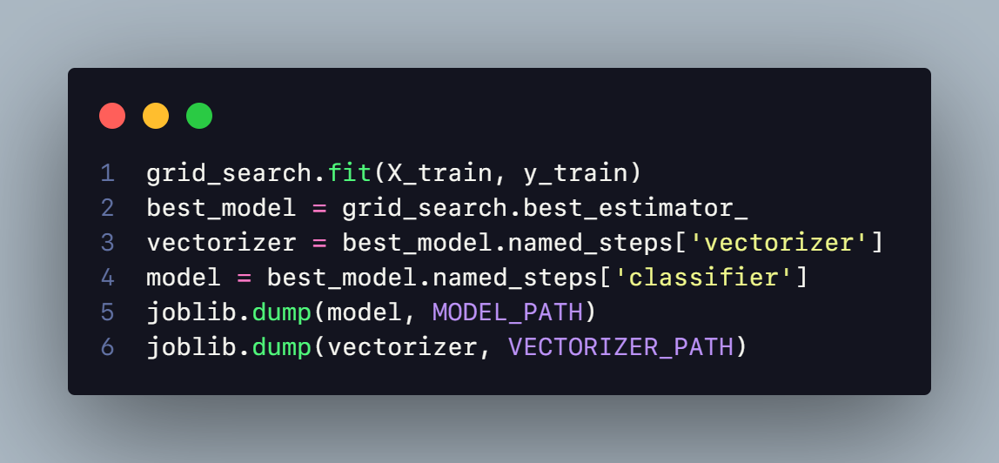 1 grid_search.fit(X_train, y_train)
2 best_model = grid_search.best_estimator_
3 vectorizer = best_model.named_steps['vectorizer']
4 model = best_model.named_steps['classifier']
5 joblib.dump(model, MODEL_PATH)
6 joblib.dump(vectorizer, VECTORIZER_PATH)